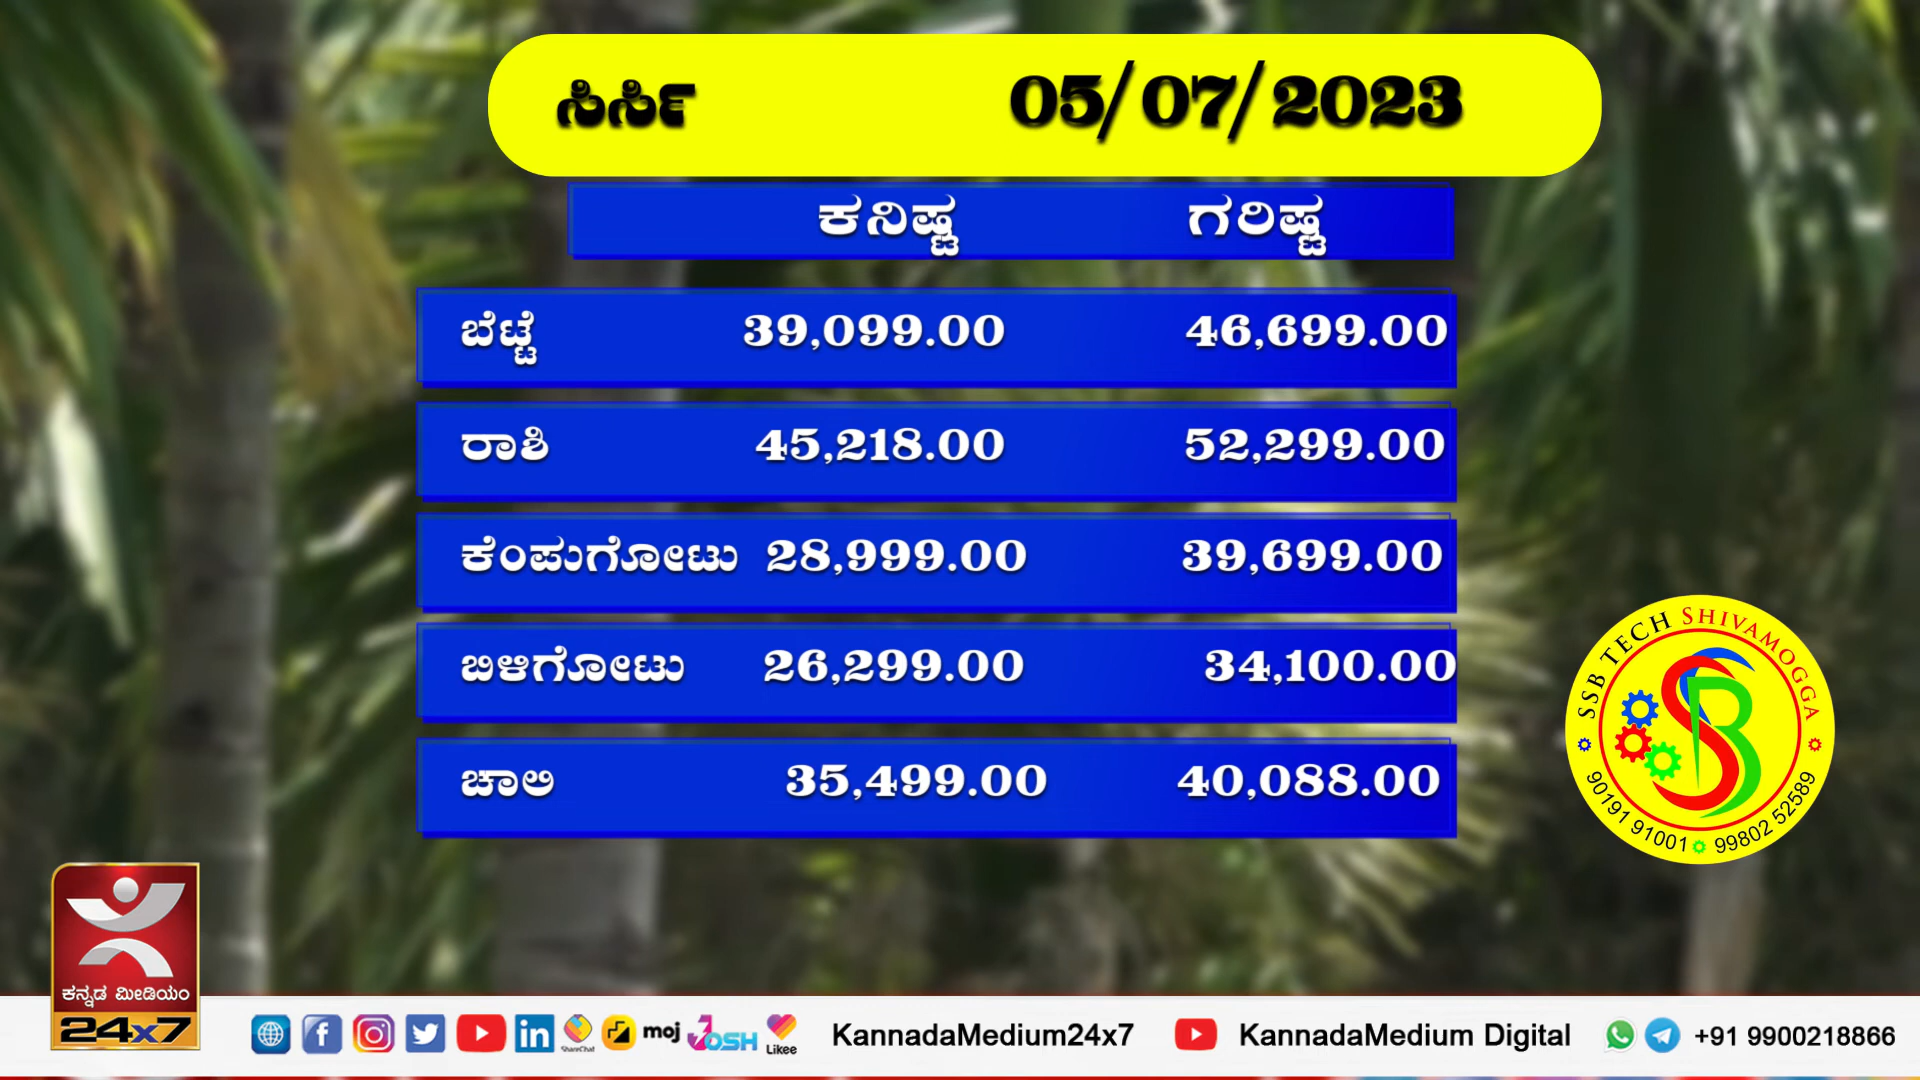 ಸಿರ್ಸಿ 05/07/2023
ಕನಿಷ್ಟ ಗರಿಷ್ಟ
ಬೆಟ್ಟೆ 39,099.00 46,699.00
ರಾಶಿ 45,218.00 52,299.00
ಕೆಂಪುಗೋಟು 28,999.00 39,699.00
ಬಿಳಿಗೋಟು 26,299.00 34,100.00
ಚಾಲಿ 35,499.00 40,088.00
SSB TECH SHIVAMOGGA
90191 91001 99802 52589
ಕನ್ನಡ ಮೀಡಿಯಂ
24x7
ShareChat moj JOSH Likee KannadaMedium24x7 KannadaMedium Digital +91 9900218866